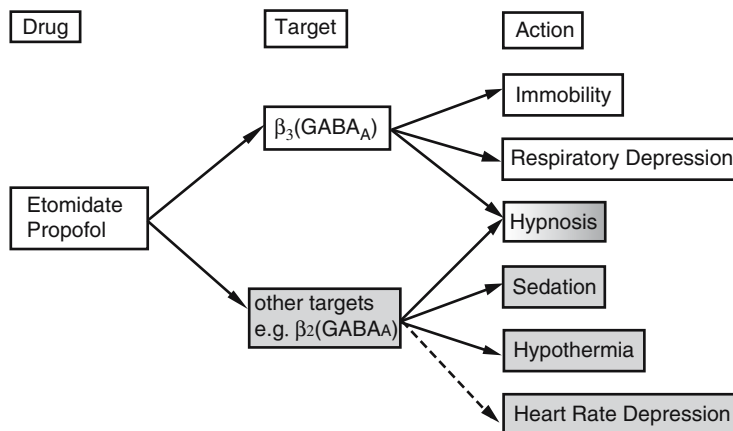 Drug
Target
Action
Etomidate
Propofol
β₃(GABA_A)
other targets
e.g. β2(GABAA)
Immobility
Respiratory Depression
Hypnosis
Sedation
Hypothermia
Heart Rate Depression